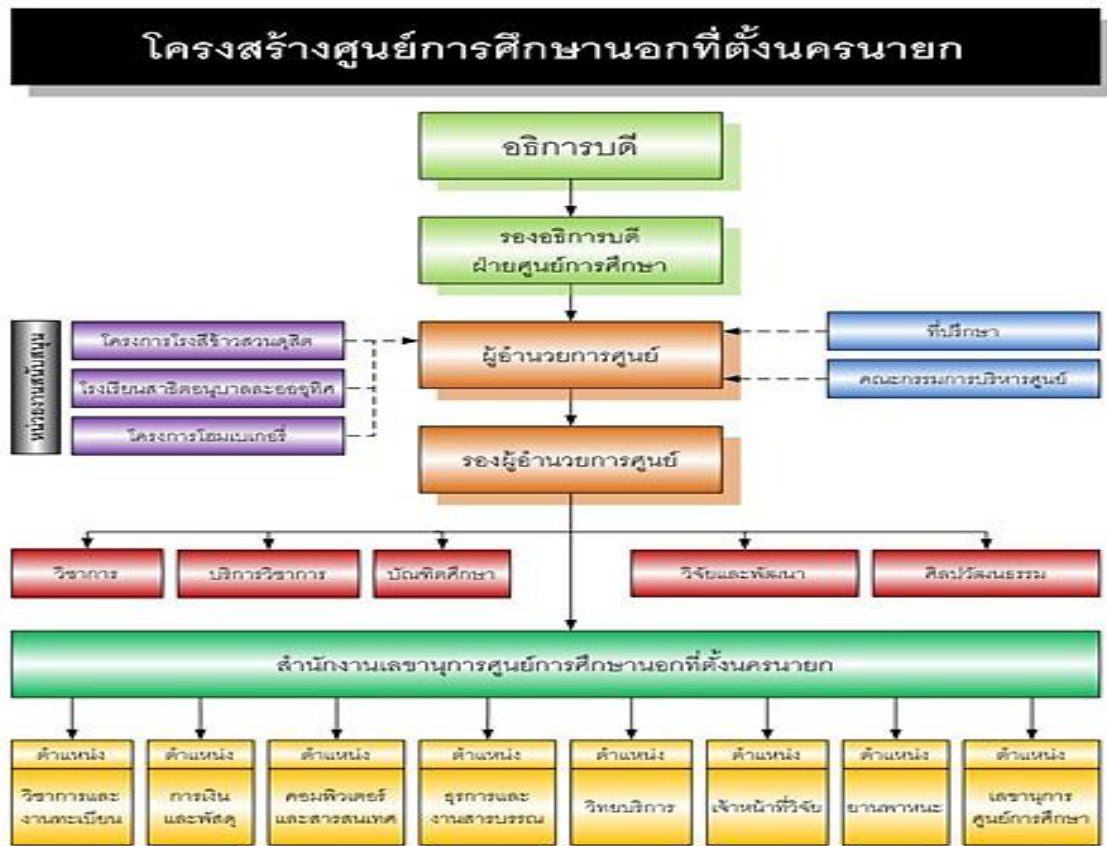 โครงสร้างศูนย์การศึกษานอกที่ตั้งนครนายก
อธิการบดี
รองอธิการบดี
ฝ่ายศูนย์การศึกษา
หน่วยงานสนับสนุน
โครงการโรงสีข้าวสวนดุสิต
โรงเรียนสาธิตอนุบาลละอออุทิศ
โครงการโฮมเบเกอรี่
ผู้อำนวยการศูนย์
ที่ปรึกษา
คณะกรรมการบริหารศูนย์
รองผู้อำนวยการศูนย์
วิชาการ
บริการวิชาการ
บัณฑิตศึกษา
วิจัยและพัฒนา
ศิลปวัฒนธรรม
สำนักงานเลขานุการศูนย์การศึกษานอกที่ตั้งนครนายก
ตำแหน่ง
วิชาการและ
งานทะเบียน
ตำแหน่ง
การเงิน
และพัสดุ
ตำแหน่ง
คอมพิวเตอร์
และสารสนเทศ
ตำแหน่ง
ธุรการและ
งานสารบรรณ
ตำแหน่ง
วิทยบริการ
ตำแหน่ง
เจ้าหน้าที่วิจัย
ตำแหน่ง
ยานพาหนะ
ตำแหน่ง
เลขานุการ
ศูนย์การศึกษา